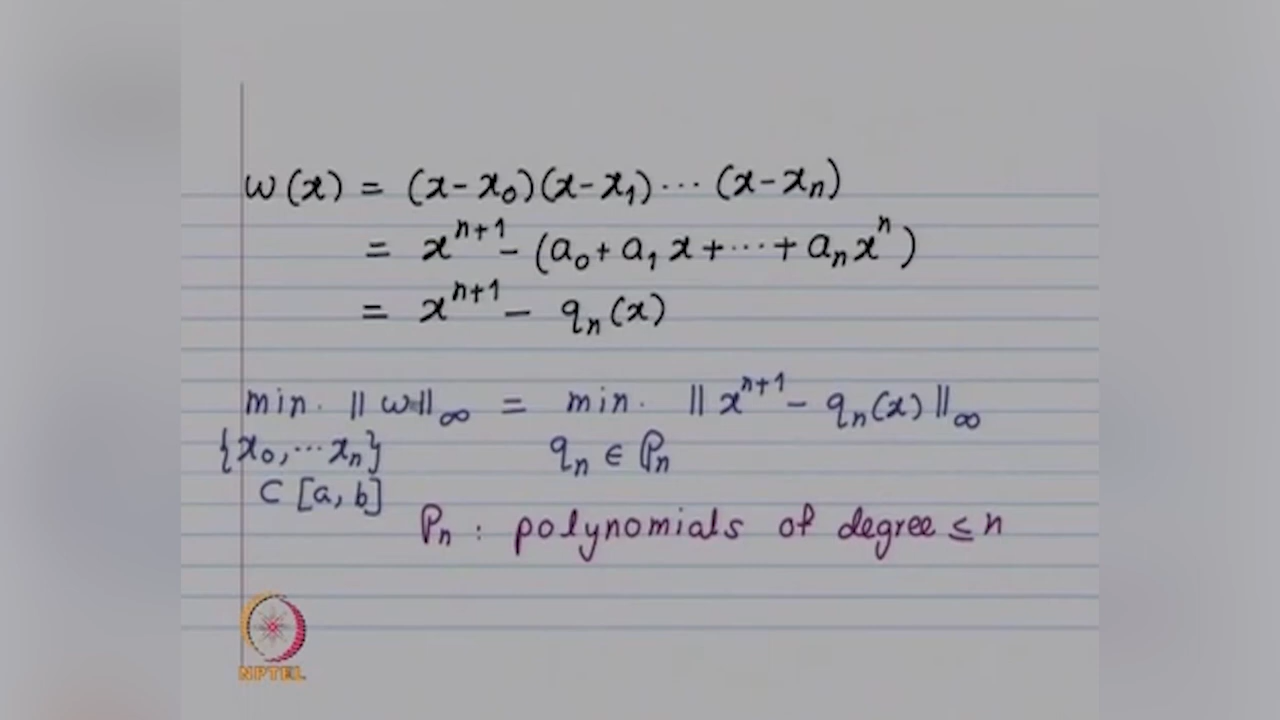 w(x) = (x-x₀)(x-x₁)⋯(x-xₙ)
= xⁿ⁺¹ - (a₀ + a₁x + ⋯ + aₙxⁿ)
= xⁿ⁺¹ - qₙ(x)
min. ‖w‖∞ = min. ‖xⁿ⁺¹ - qₙ(x)‖∞
{x₀,⋯xₙ} qₙ ∈ Pₙ
⊂ [a, b]
Pₙ : polynomials of degree ≤ n
NPTEL